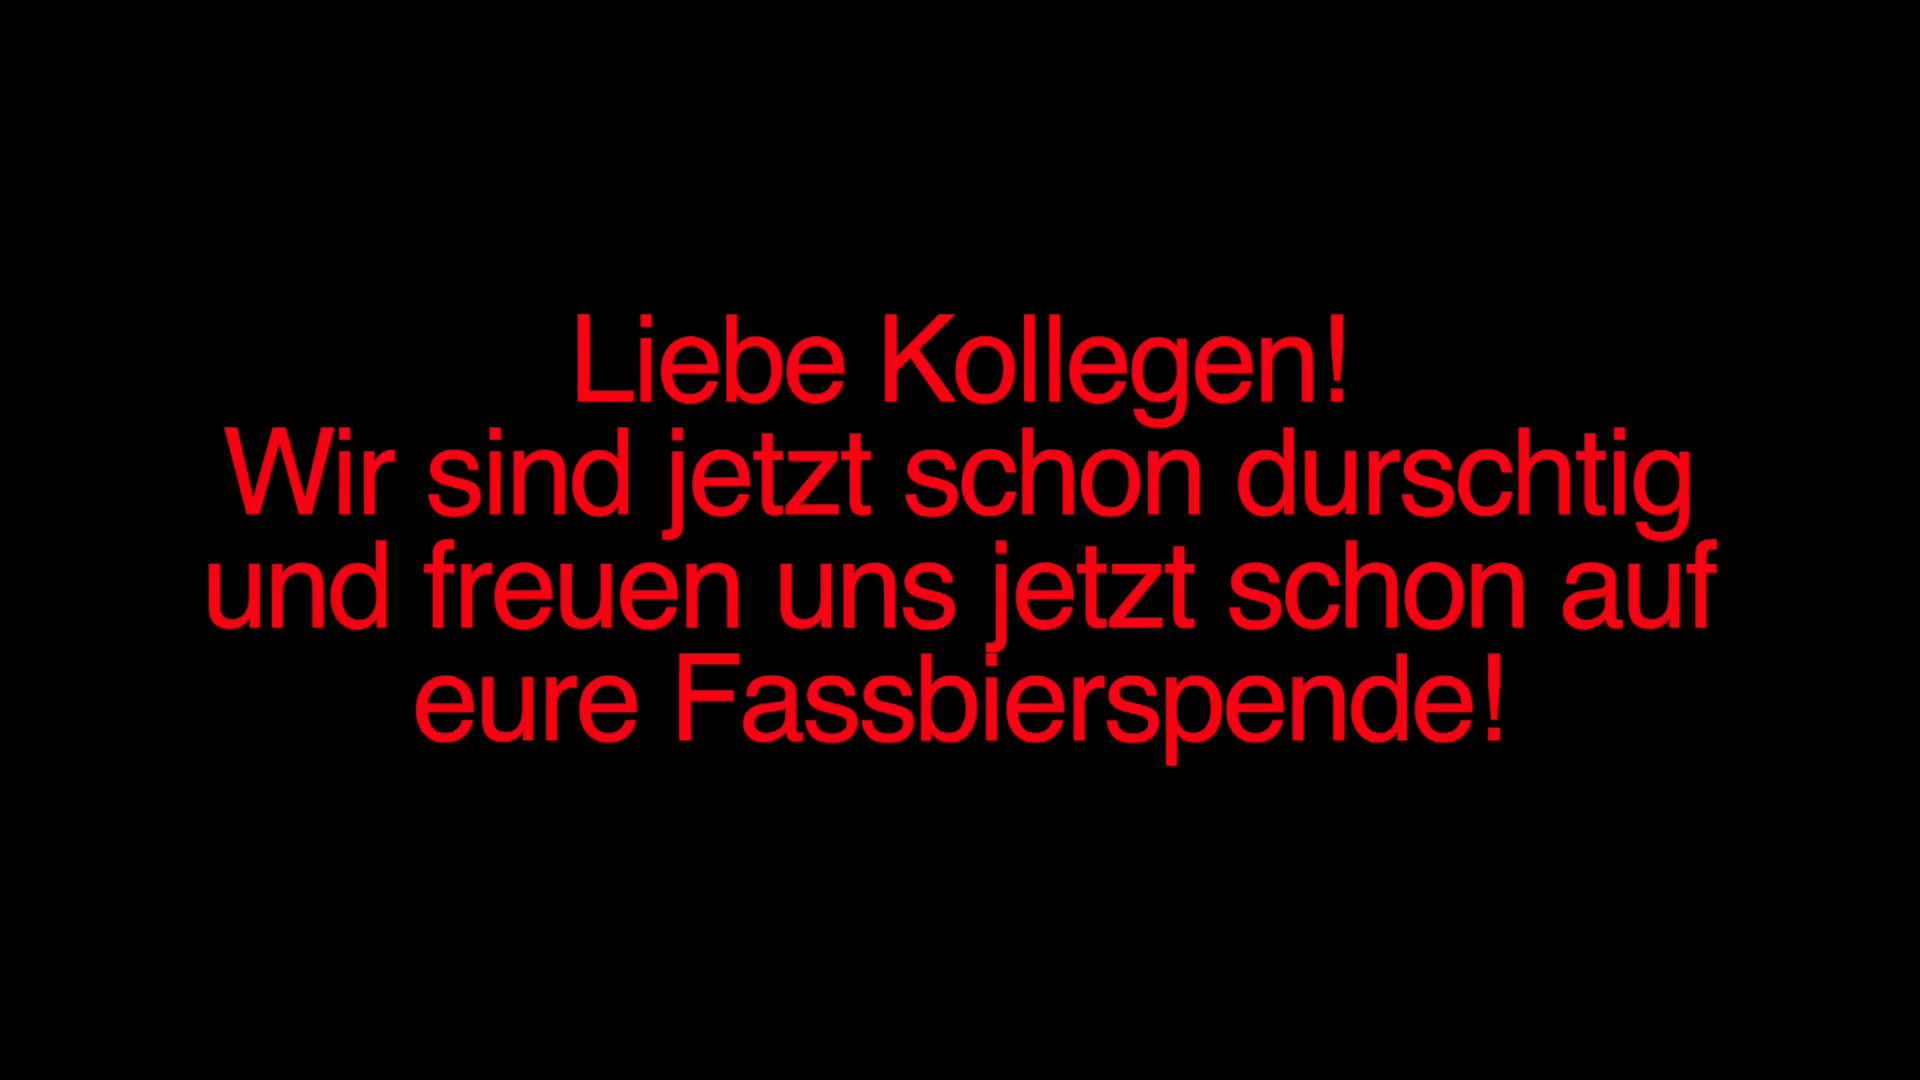 Liebe Kollegen!
Wir sind jetzt schon durschtig
und freuen uns jetzt schon auf
eure Fassbierspende!